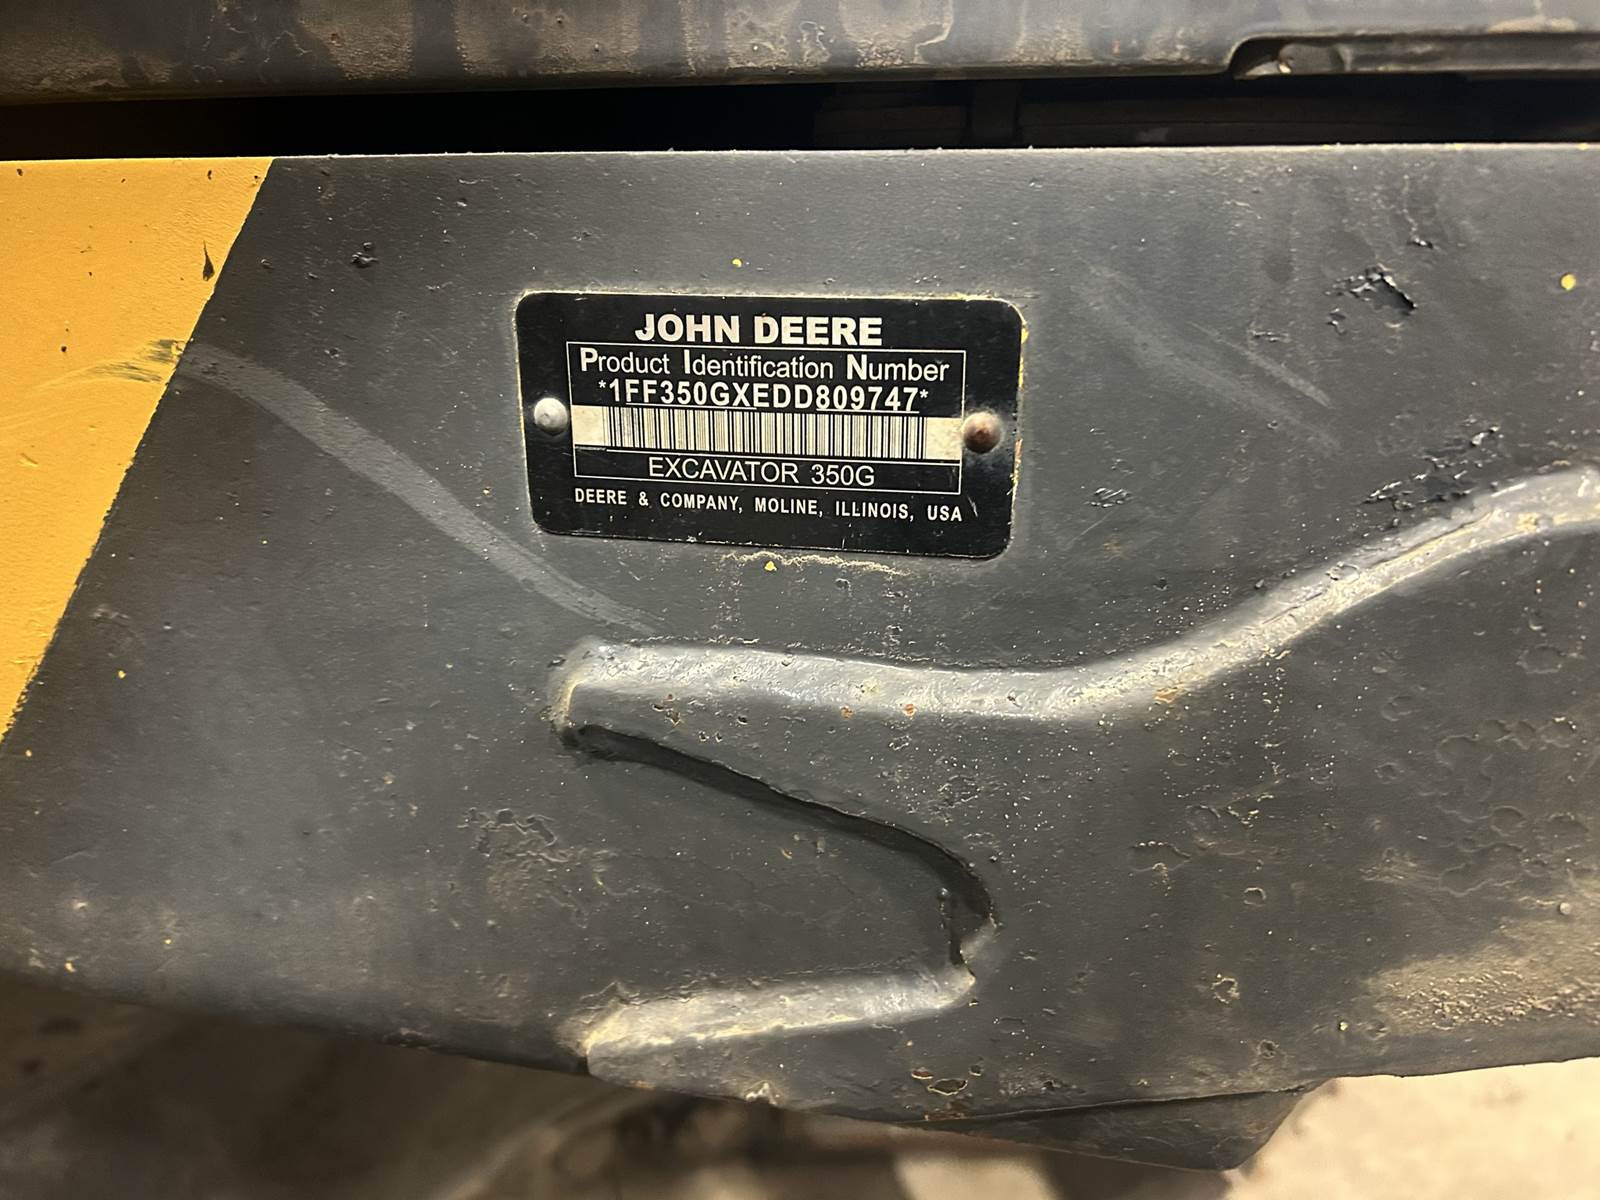 JOHN DEERE
Product Identification Number
*1FF350GXEDD809747*
EXCAVATOR 350G
DEERE & COMPANY, MOLINE, ILLINOIS, USA